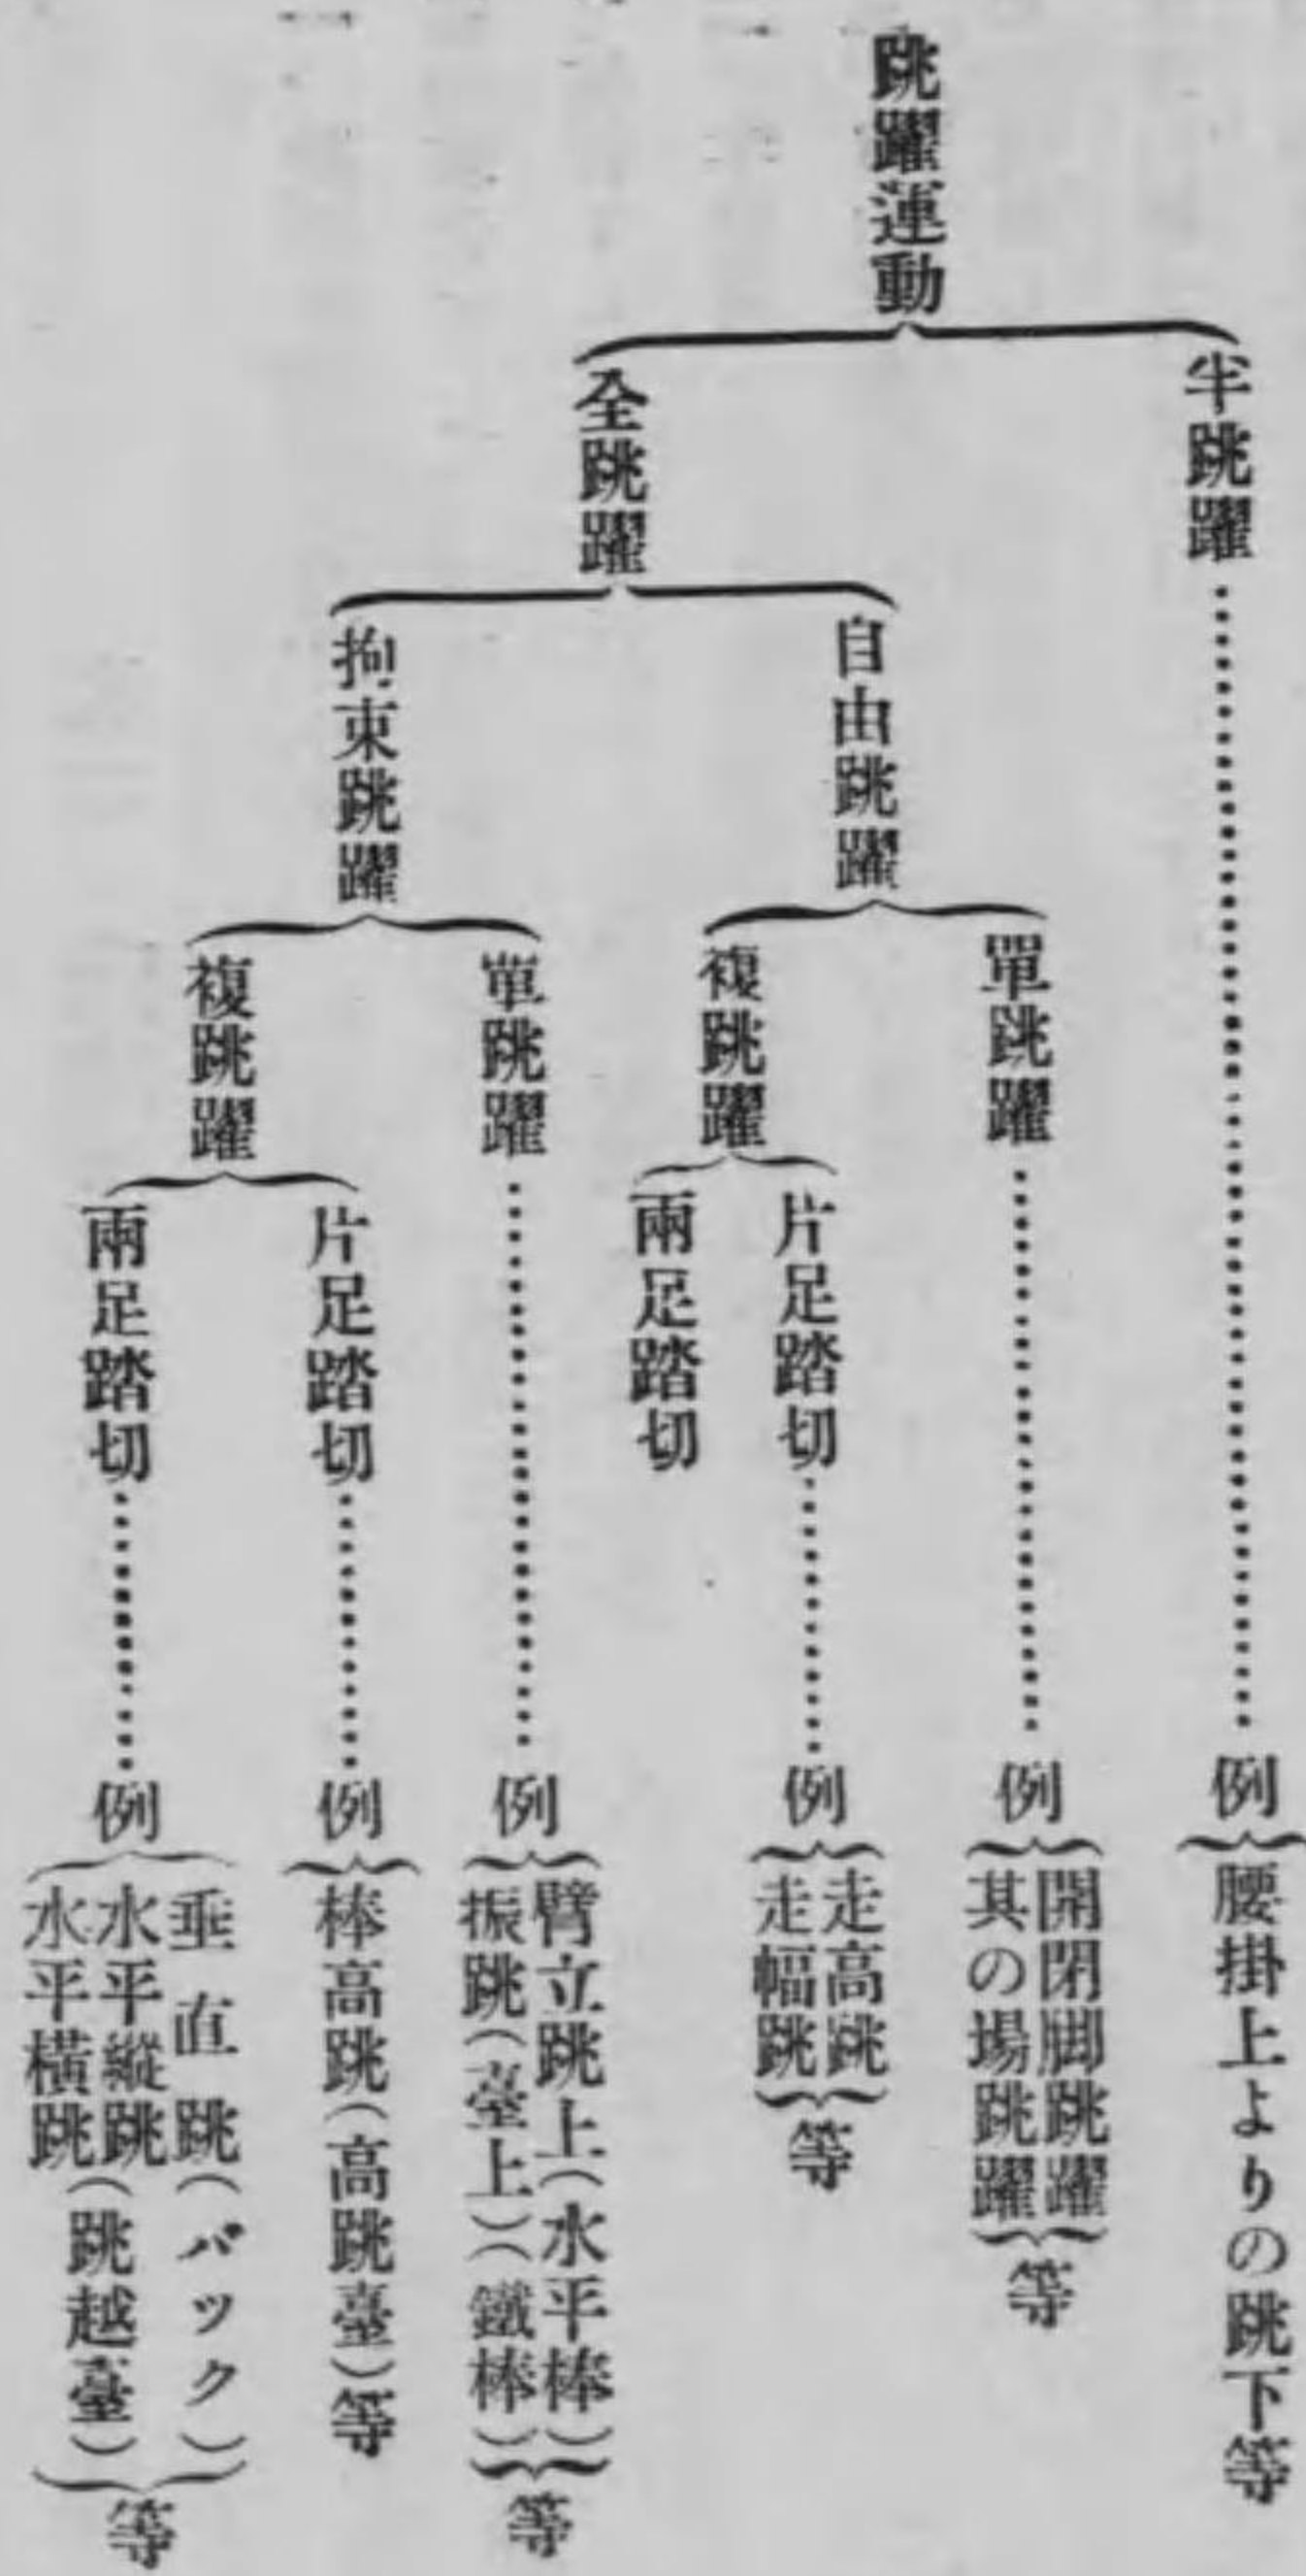 跳躍運動
半跳躍
例
腰掛上よりの跳下等
全跳躍
自由跳躍
單跳躍
例
開閉脚跳躍
其の場跳躍
等
複跳躍
片足踏切
例
走高跳
走幅跳
等
兩足踏切
拘束跳躍
單跳躍
例
臂立跳上(水平棒)
振跳(臺上)(鐵棒)
等
複跳躍
片足踏切
例
棒高跳(高跳臺)等
兩足踏切
例
垂直跳(バック)
水平縱跳
水平橫跳
(跳越臺)
等